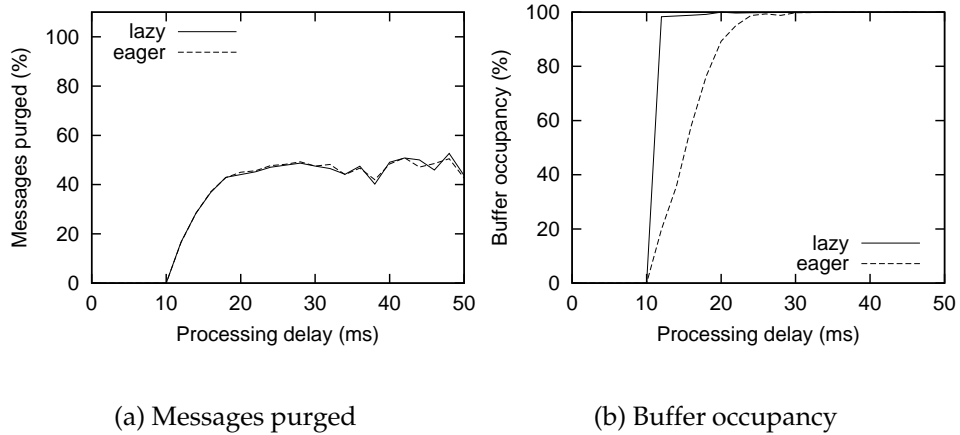 Messages purged (%)
100
80
60
40
20
0
lazy
eager
0 10 20 30 40 50
Processing delay (ms)
(a) Messages purged
Buffer occupancy (%)
100
80
60
40
20
0
lazy
eager
0 10 20 30 40 50
Processing delay (ms)
(b) Buffer occupancy